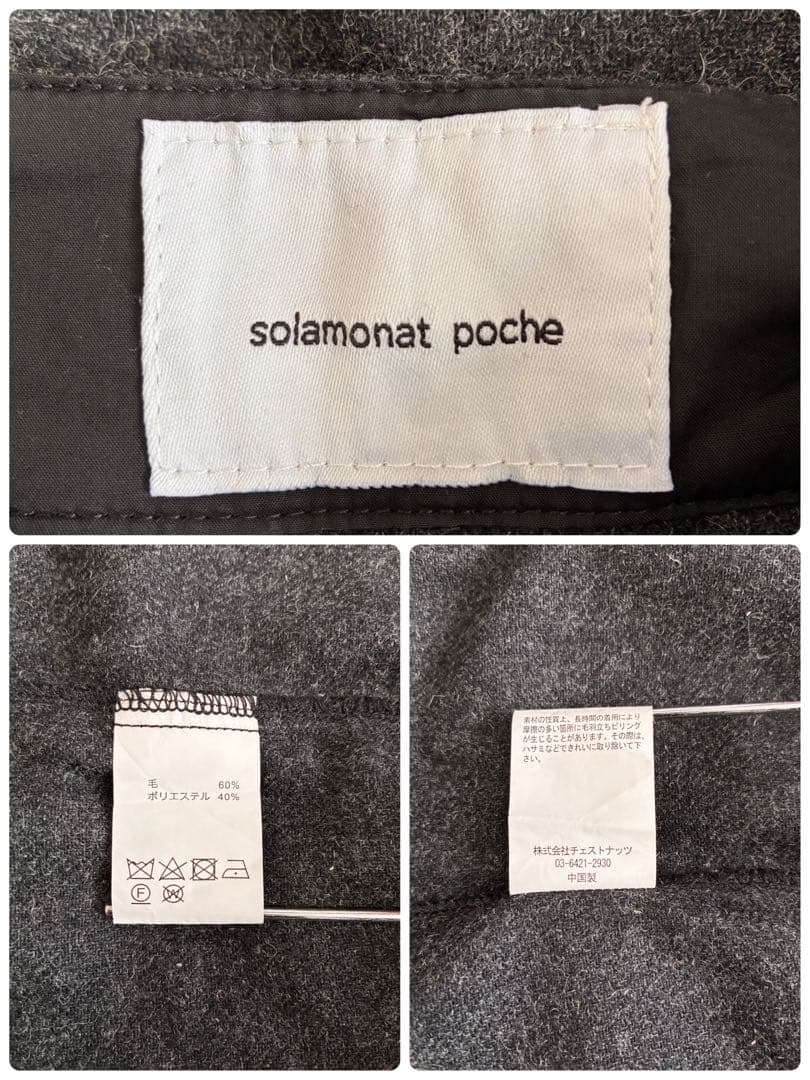 solamonat poche
毛 60%
ポリエステル 40%
F W
素材の性質上、長時間の着用により
摩擦の多い箇所に毛羽立ちピリング
が生じることがあります。その際は、
ハサミなどできれいに取り除いて下
さい。
株式会社チェストナッツ
03-6421-2930
中国製